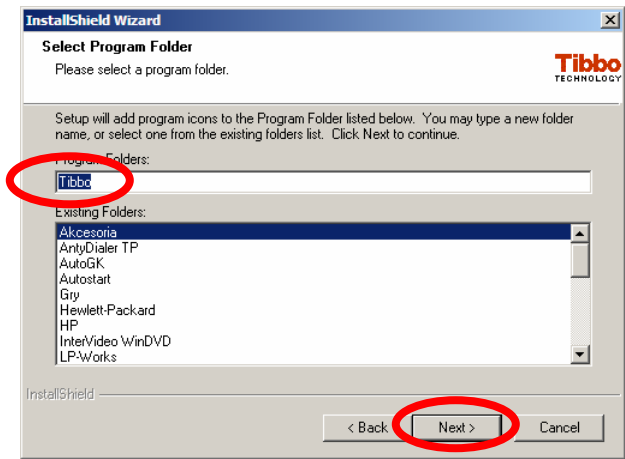 InstallShield Wizard
Select Program Folder
Please select a program folder.
Tibbo
TECHNOLOGY
Setup will add program icons to the Program Folder listed below. You may type a new folder
name, or select one from the existing folders list. Click Next to continue.
Program Folders:
Tibbo
Existing Folders:
Akcesoria
AntyDialer TP
AutoGK
Autostart
Gry
Hewlett-Packard
HP
InterVideo WinDVD
LP-Works
InstallShield
< Back
Next >
Cancel